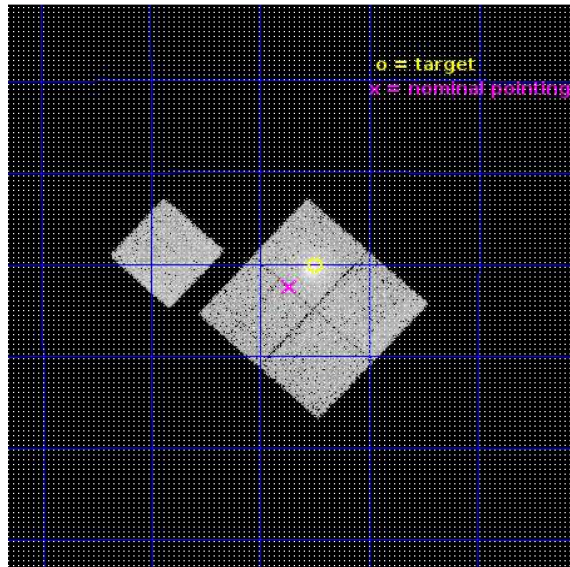 o = target
x = nominal pointing